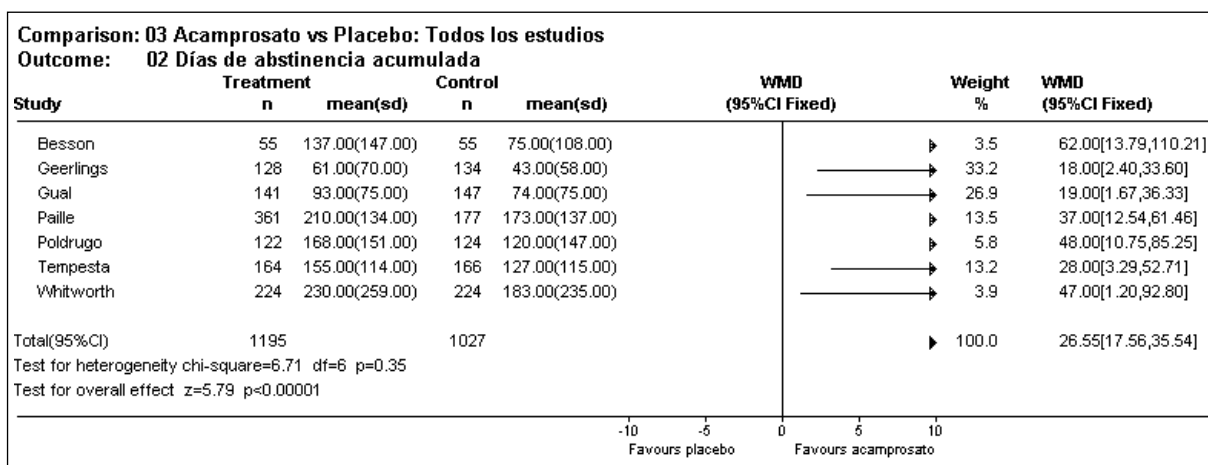 Comparison: 03 Acamprosato vs Placebo: Todos los estudios
Outcome: 02 Días de abstinencia acumulada
Treatment Control WMD Weight WMD
Study n mean(sd) n mean(sd) (95%CI Fixed) % (95%CI Fixed)
Besson 55 137.00(147.00) 55 75.00(108.00) 3.5 62.00[13.79,110.21]
Geerlings 128 61.00(70.00) 134 43.00(58.00) 33.2 18.00[2.40,33.60]
Gual 141 93.00(75.00) 147 74.00(75.00) 26.9 19.00[1.67,36.33]
Paille 361 210.00(134.00) 177 173.00(137.00) 13.5 37.00[12.54,61.46]
Poldrugo 122 168.00(151.00) 124 120.00(147.00) 5.8 48.00[10.75,85.25]
Tempesta 164 155.00(114.00) 166 127.00(115.00) 13.2 28.00[3.29,52.71]
Whitworth 224 230.00(259.00) 224 183.00(235.00) 3.9 47.00[1.20,92.80]
Total(95%CI) 1195 1027 100.0 26.55[17.56,35.54]
Test for heterogeneity chi-square=6.71 df=6 p=0.35
Test for overall effect z=5.79 p<0.00001
-10 -5 0 5 10
Favours placebo Favours acamprosato